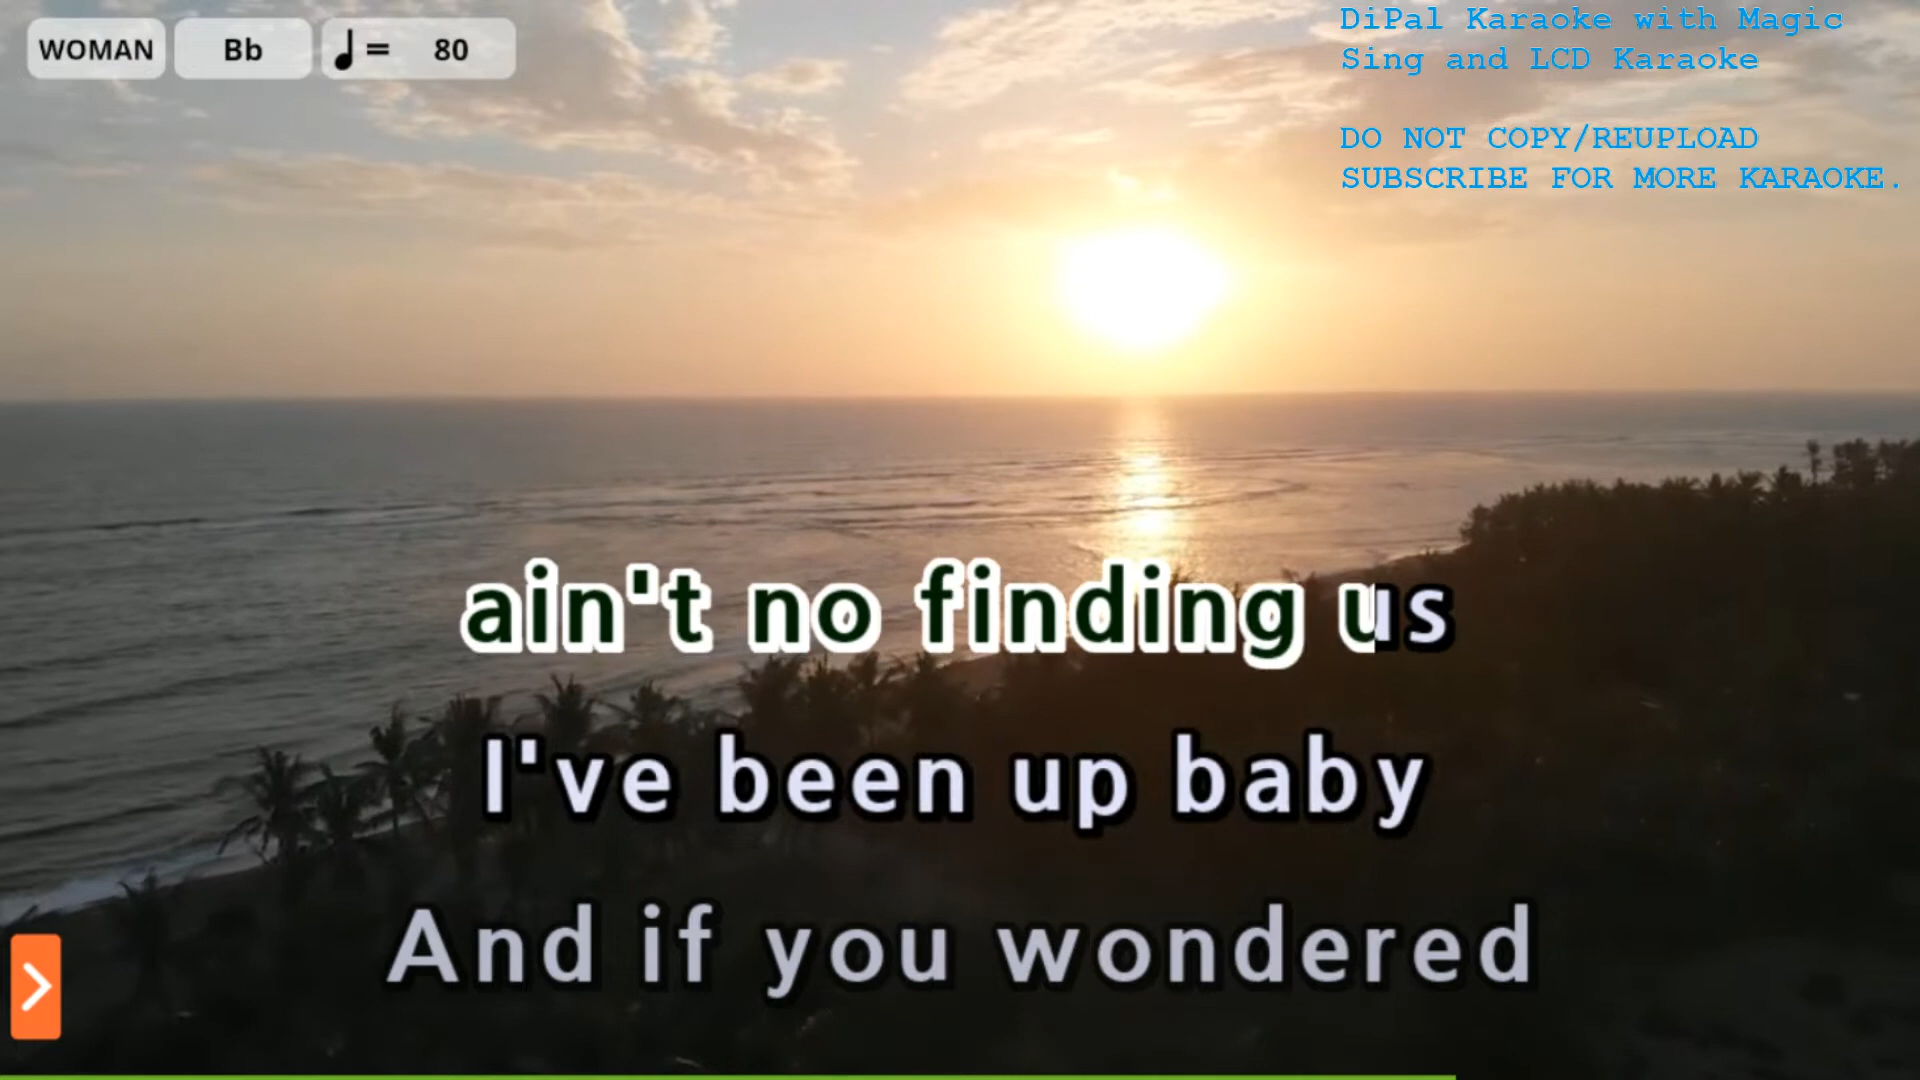 WOMAN Bb ♩= 80
DiPal Karaoke with Magic
Sing and LCD Karaoke
DO NOT COPY/REUPLOAD
SUBSCRIBE FOR MORE KARAOKE.
ain't no finding us
I've been up baby
And if you wondered